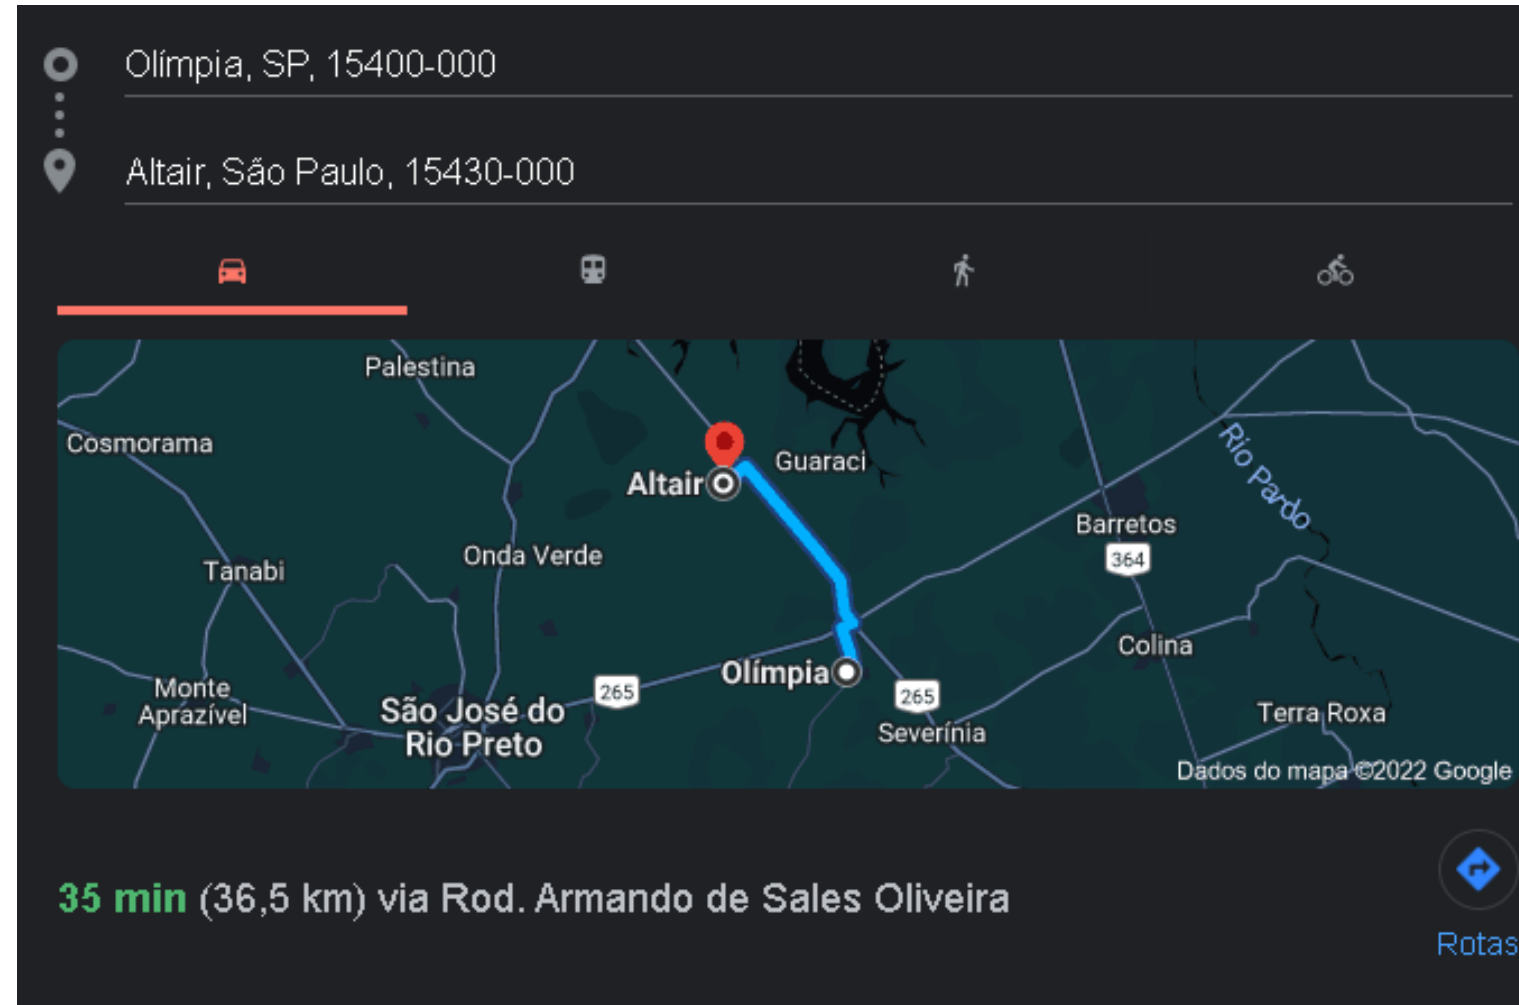 Olímpia, SP, 15400-000
Altair, São Paulo, 15430-000
Palestina
Cosmorama
Guaraci
Altair
Rio Pardo
Barretos
364
Onda Verde
Tanabi
Colina
Olímpia
265
265
Monte
Aprazível
São José do
Rio Preto
Severínia
Terra Roxa
Dados do mapa ©2022 Google
35 min (36,5 km) via Rod. Armando de Sales Oliveira
Rotas